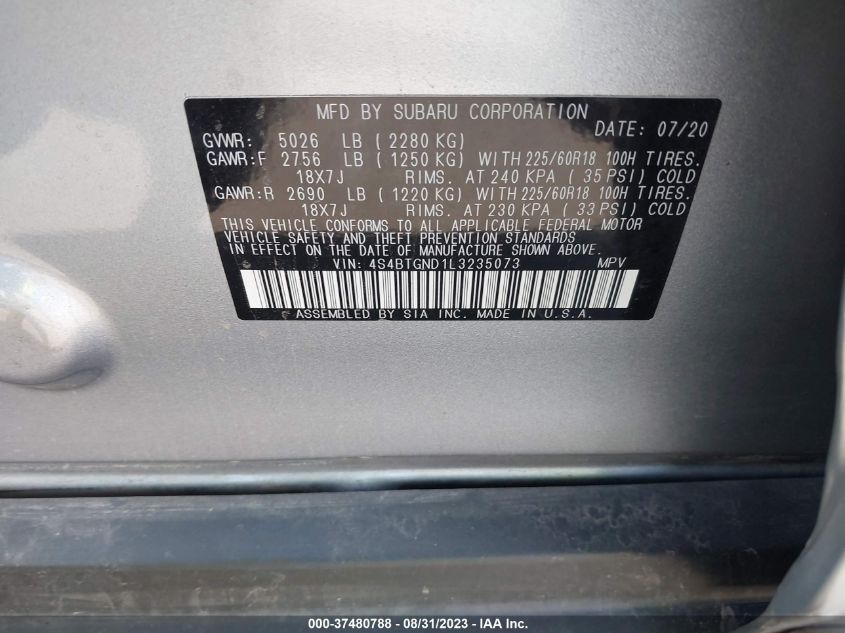 MFD BY SUBARU CORPORATION
DATE: 07/20
GVWR: 5026 LB ( 2280 KG)
GAWR:F 2756 LB ( 1250 KG) WITH 225/60R18 100H TIRES.
18X7J RIMS. AT 240 KPA ( 35 PSI) COLD
GAWR:R 2690 LB ( 1220 KG) WITH 225/60R18 100H TIRES.
18X7J RIMS. AT 230 KPA ( 33 PSI) COLD
THIS VEHICLE CONFORMS TO ALL APPLICABLE FEDERAL MOTOR
VEHICLE SAFETY AND THEFT PREVENTION STANDARDS
IN EFFECT ON THE DATE OF MANUFACTURE SHOWN ABOVE.
VIN: 4S4BTGND1L3235073 MPV
ASSEMBLED BY SIA INC. MADE IN U.S.A.
000-37480788 - 08/31/2023 - IAA Inc.